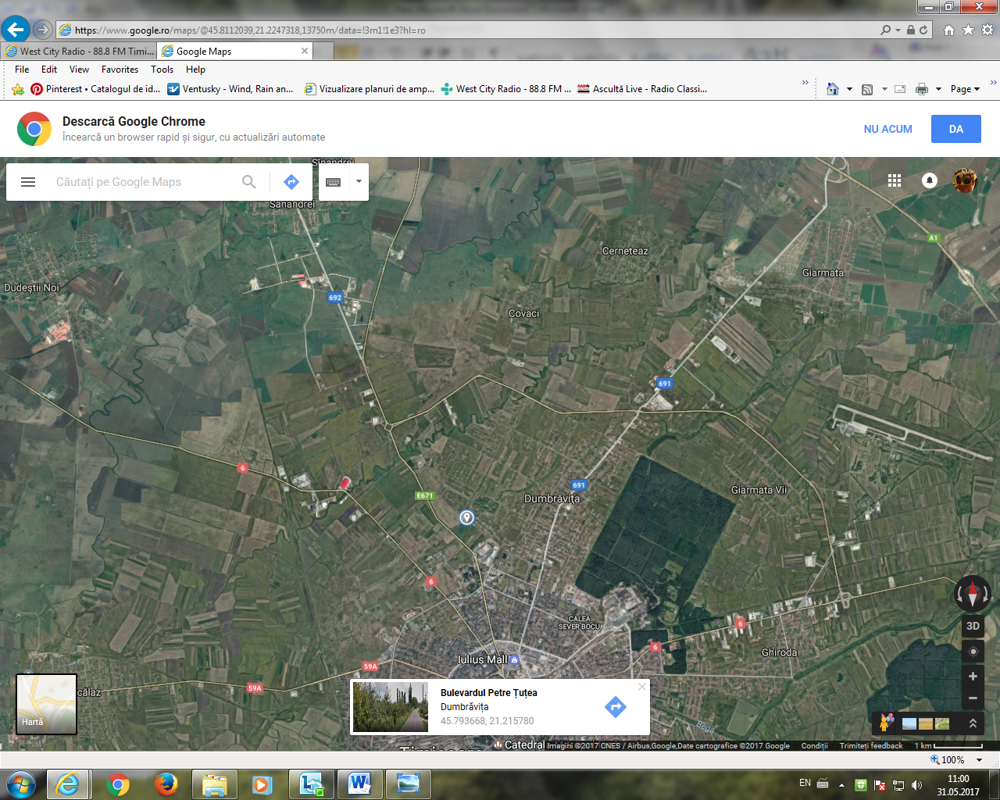 https://www.google.ro/maps/@45.8112039,21.2247318,13750m/data=!3m1!1e3?hl=ro
West City Radio - 88.8 FM Timi...
Google Maps
File Edit View Favorites Tools Help
Pinterest • Catalogul de id...
Ventusky - Wind, Rain an...
Vizualizare planuri de amp...
West City Radio - 88.8 FM ...
Ascultă Live - Radio Classi...
Page
Descarcă Google Chrome
Încearcă un browser rapid și sigur, cu actualizări automate
NU ACUM
DA
Sînandrei
Căutați pe Google Maps
Sânandrei
A1
Cerneteaz
Giarmata
Dudeștii Noi
692
Covaci
691
6
691
E671
Dumbrăvița
Giarmata Vii
6
CALEA
SEVER BOCU
3D
6
6
Iulius Mall
Ghiroda
59A
59A
călaz
Hartă
Bulevardul Petre Țuțea
Dumbrăvița
45.793668, 21.215780
Bega
Timișoara
Catedral
Imagini ©2017 CNES / Airbus,Google,Date cartografice ©2017 Google
Condiții
Trimiteți feedback
1 km
100%
EN
11:00
31.05.2017